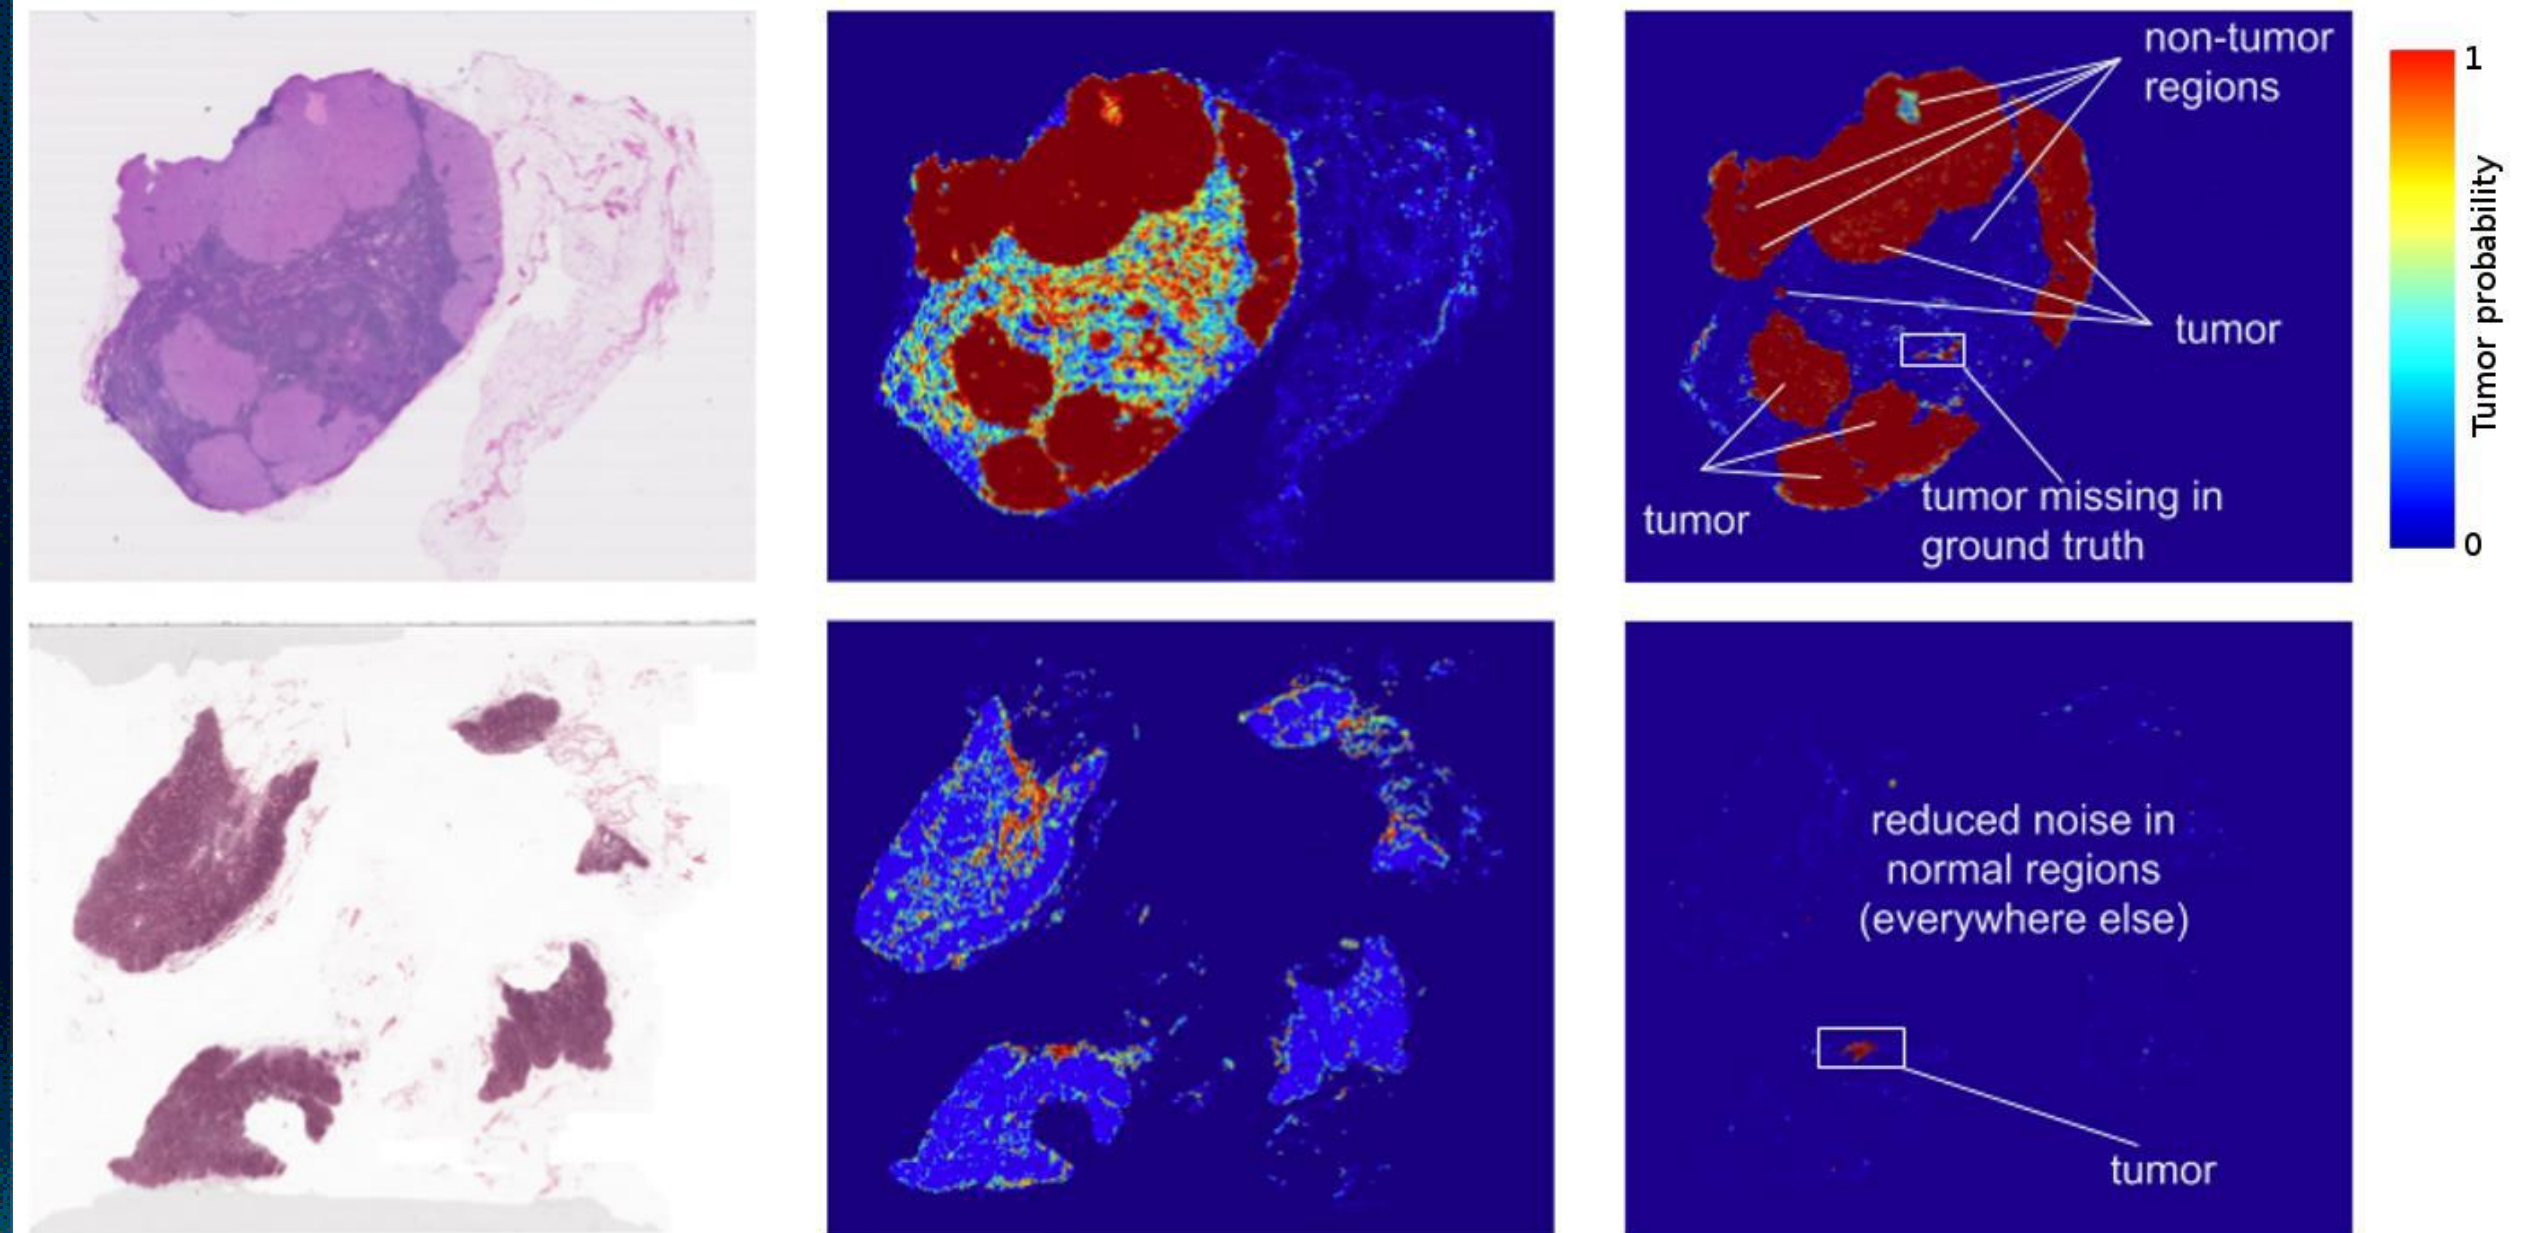 non-tumor
regions
tumor
tumor missing in
ground truth
tumor
1
Tumor probability
0
reduced noise in
normal regions
(everywhere else)
tumor